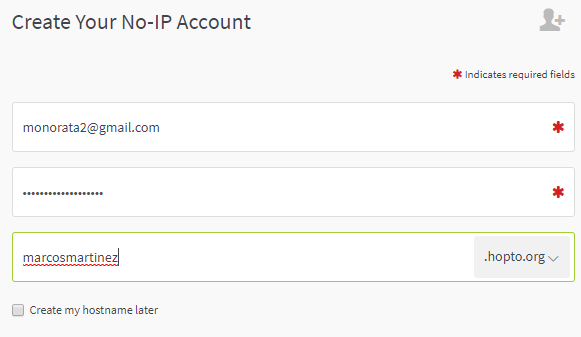 Create Your No-IP Account
✱ Indicates required fields
monorata2@gmail.com ✱
••••••••••••••••••• ✱
marcosmartinez .hopto.org
Create my hostname later